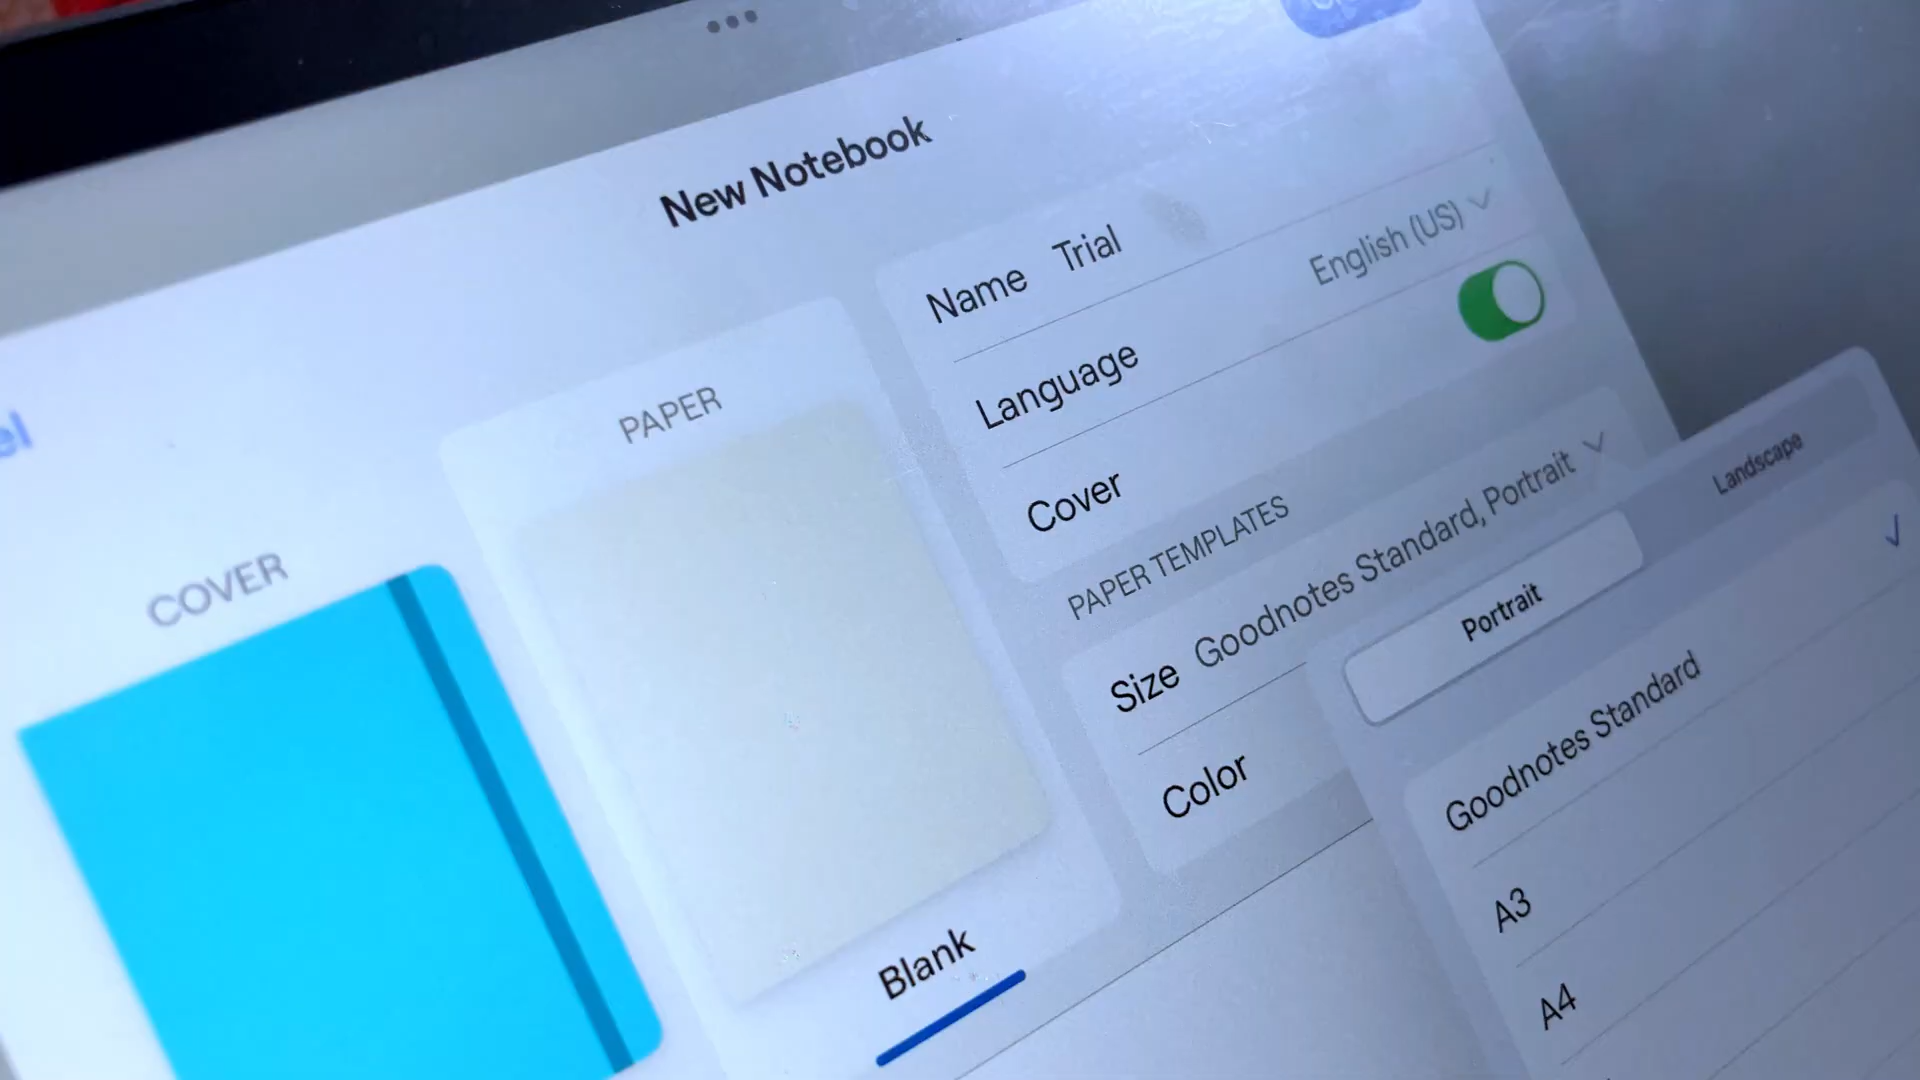 New Notebook
COVER
PAPER
Blank
Name Trial
Language English (US)
Cover
PAPER TEMPLATES
Size Goodnotes Standard, Portrait
Color
Portrait Landscape
Goodnotes Standard
A3
A4